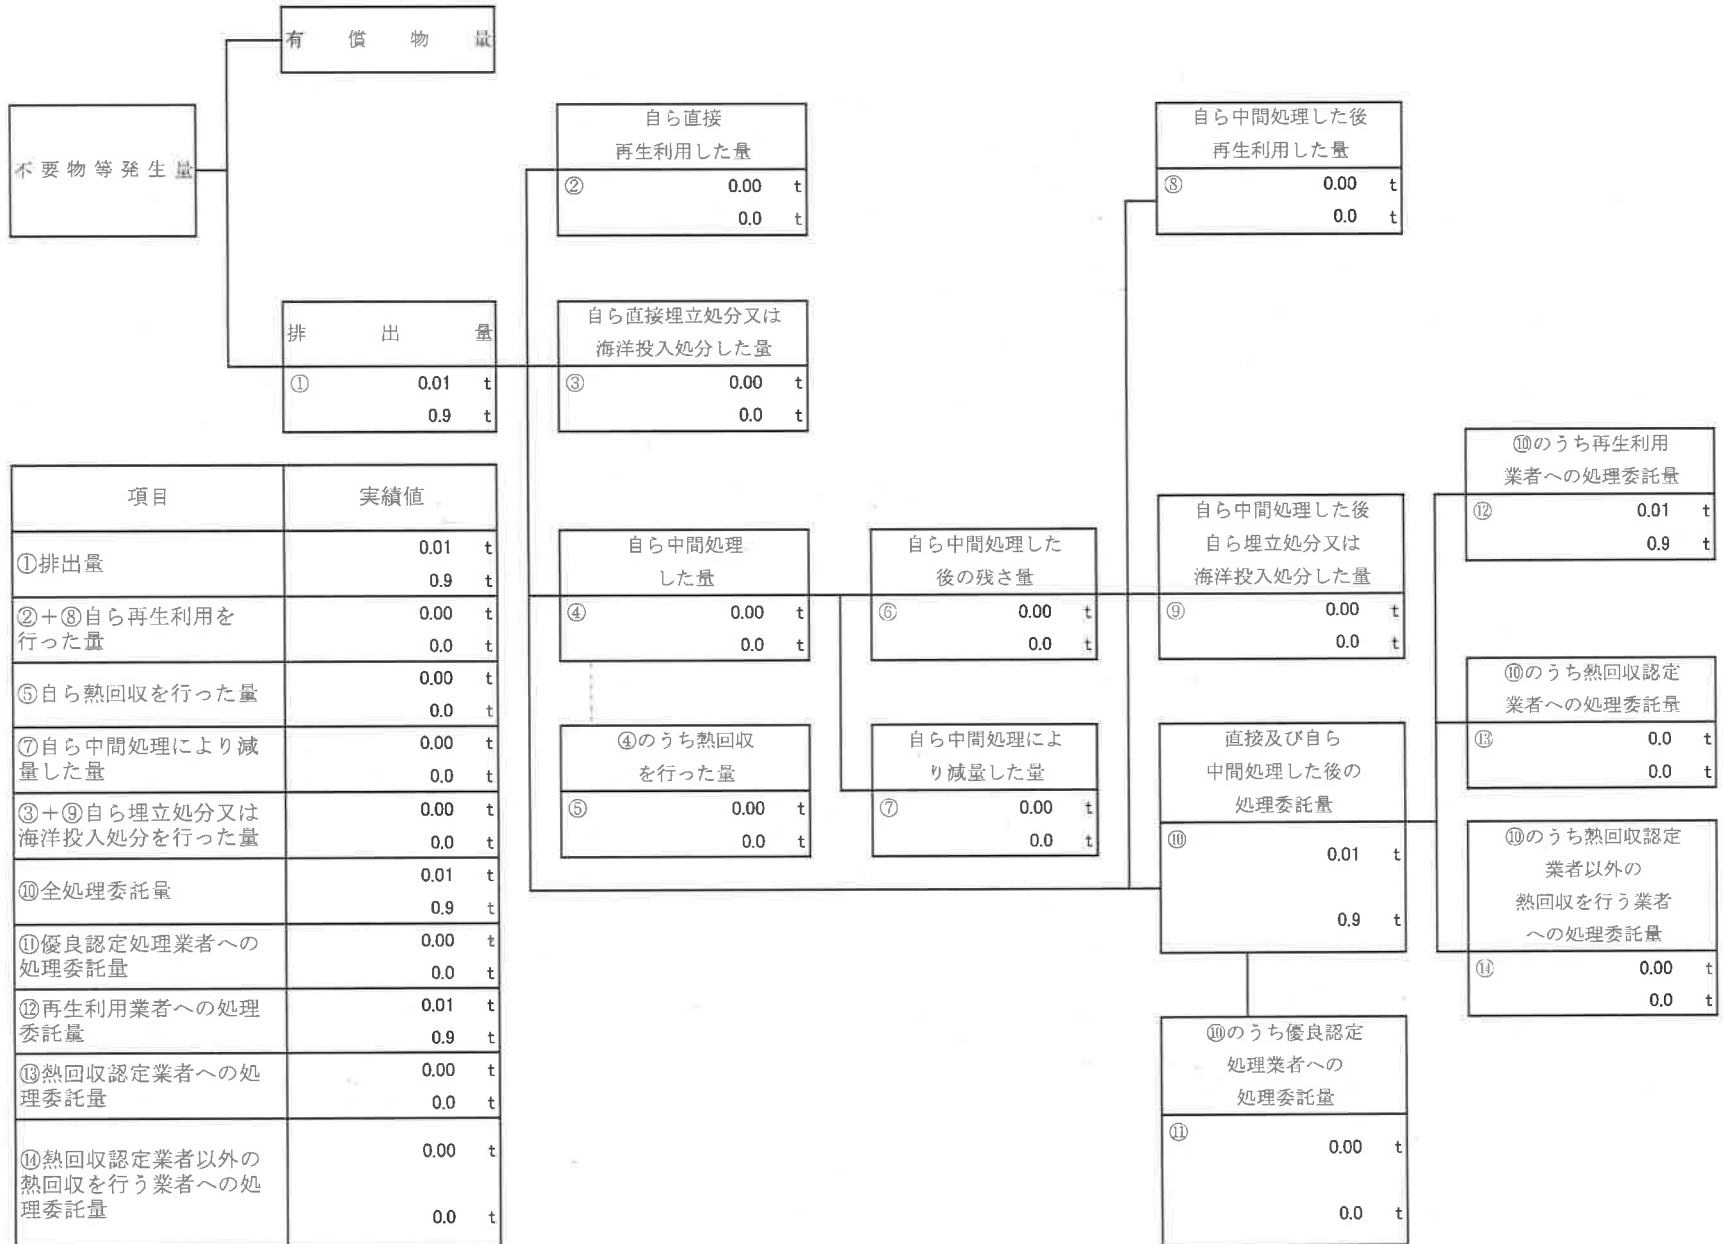 有償物量
不要物等発生量
自ら直接
再生利用した量
② 0.00 t
0.0 t
自ら中間処理した後
再生利用した量
⑧ 0.00 t
0.0 t
排出量
① 0.01 t
0.9 t
自ら直接埋立処分又は
海洋投入処分した量
③ 0.00 t
0.0 t
項目 実績値
①排出量
0.01 t
0.9 t
②+⑧自ら再生利用を
行った量
0.00 t
0.0 t
⑤自ら熱回収を行った量
0.00 t
0.0 t
⑦自ら中間処理により減
量した量
0.00 t
0.0 t
③+⑨自ら埋立処分又は
海洋投入処分を行った量
0.00 t
0.0 t
⑩全処理委託量
0.01 t
0.9 t
⑪優良認定処理業者への
処理委託量
0.00 t
0.0 t
⑫再生利用業者への処理
委託量
0.01 t
0.9 t
⑬熱回収認定業者への処
理委託量
0.00 t
0.0 t
⑭熱回収認定業者以外の
熱回収を行う業者への処
理委託量
0.00 t
0.0 t
自ら中間処理
した量
④ 0.00 t
0.0 t
④のうち熱回収
を行った量
⑤ 0.00 t
0.0 t
自ら中間処理した
後の残さ量
⑥ 0.00 t
0.0 t
自ら中間処理によ
り減量した量
⑦ 0.00 t
0.0 t
自ら中間処理した後
自ら埋立処分又は
海洋投入処分した量
⑨ 0.00 t
0.0 t
直接及び自ら
中間処理した後の
処理委託量
⑩
0.01 t
0.9 t
⑩のうち優良認定
処理業者への
処理委託量
⑪
0.00 t
0.0 t
⑩のうち再生利用
業者への処理委託量
⑫ 0.01 t
0.9 t
⑩のうち熱回収認定
業者への処理委託量
⑬ 0.0 t
0.0 t
⑩のうち熱回収認定
業者以外の
熱回収を行う業者
への処理委託量
⑭ 0.00 t
0.0 t